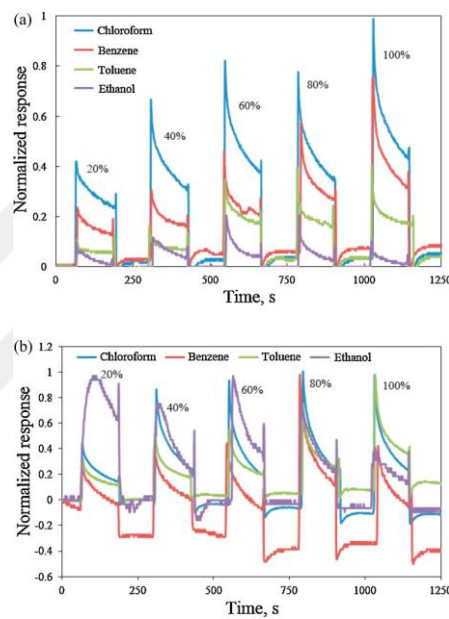 (a)
Normalized response
1
0.8
0.6
0.4
0.2
0
Chloroform
Benzene
Toluene
Ethanol
20%
40%
60%
80%
100%
0 250 500 750 1000 1250
Time, s
(b)
Normalized response
1.2
1
0.8
0.6
0.4
0.2
0
-0.2
-0.4
-0.6
Chloroform Benzene Toluene Ethanol
20%
40%
60%
80%
100%
0 250 500 750 1000 1250
Time, s